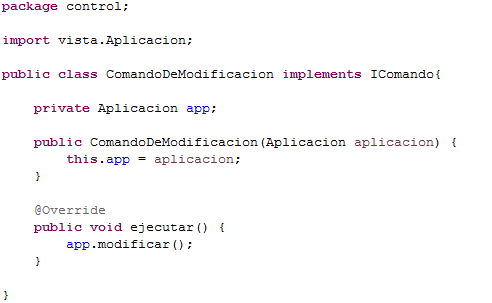 package control;
import vista.Aplicacion;
public class ComandoDeModificacion implements IComando{
private Aplicacion app;
public ComandoDeModificacion(Aplicacion aplicacion) {
this.app = aplicacion;
}
@Override
public void ejecutar() {
app.modificar();
}
}